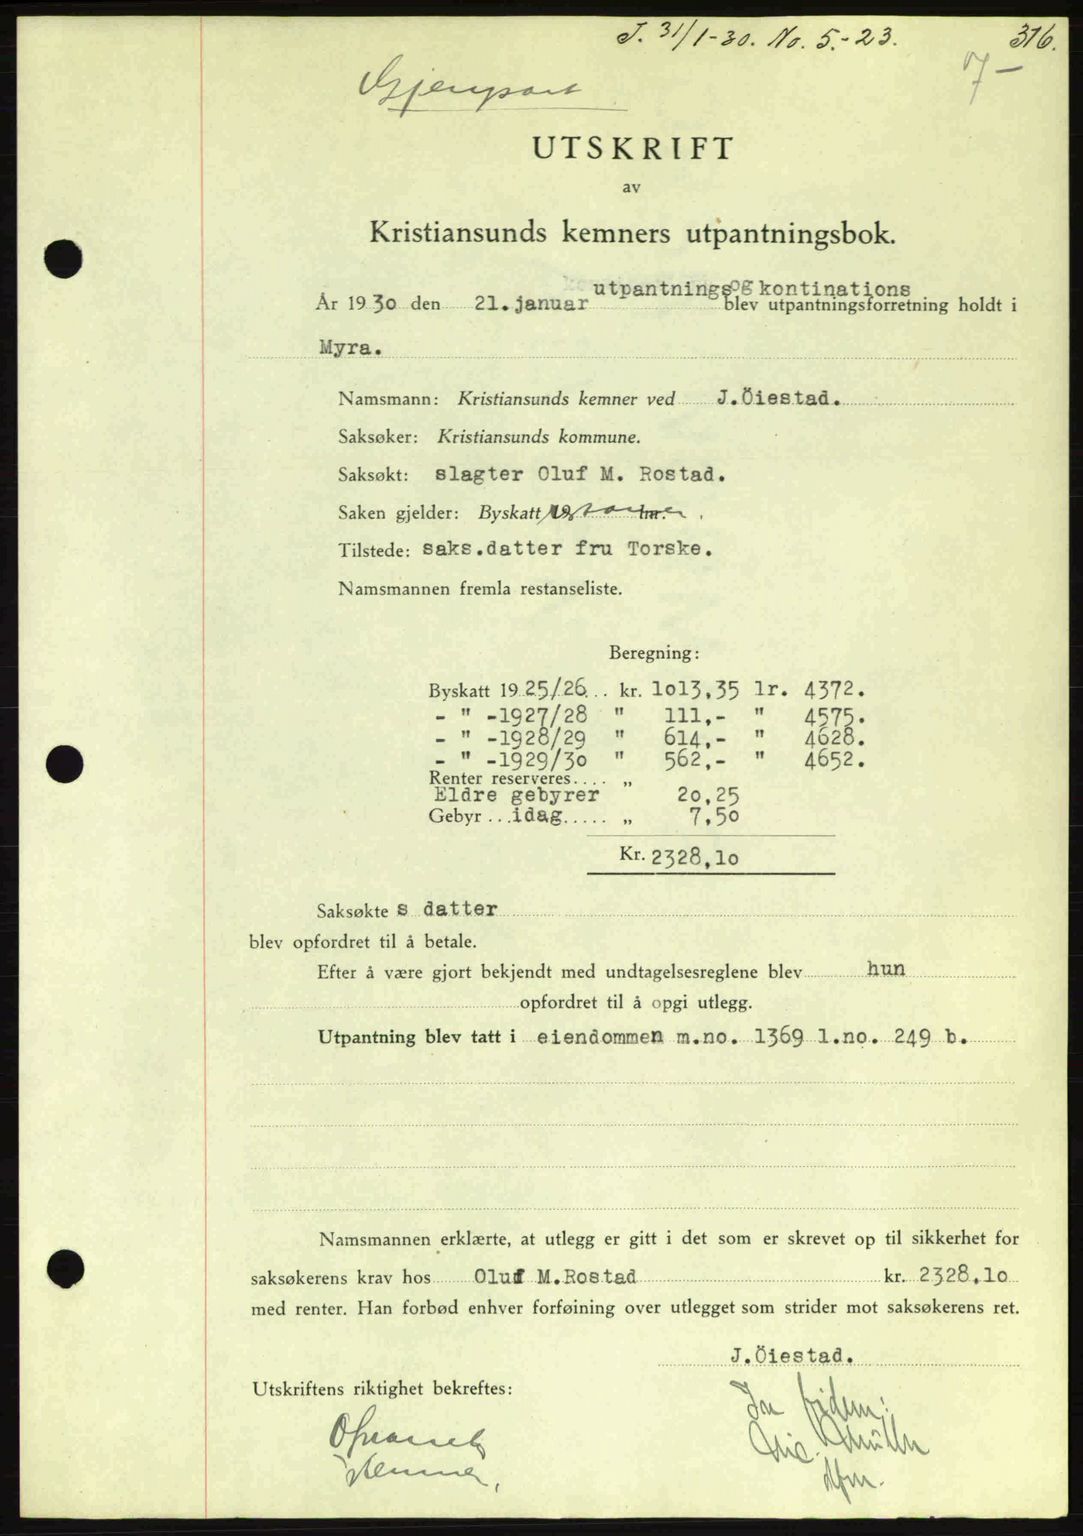 J. 31/1-30. No. 5.-23. 316.
7 —
Gjenpart
UTSKRIFT
av
Kristiansunds kemners utpantningsbok.
utpantnings og kontinations
År 1930 den 21.januar blev utpantningsforretning holdt i
Myra.
Namsmann: Kristiansunds kemner ved J.Öiestad.
Saksøker: Kristiansunds kommune.
Saksøkt: slagter Oluf M. Rostad.
Saken gjelder: Byskatt
Tilstede: saks.datter fru Torske.
Namsmannen fremla restanseliste.
Beregning:
Byskatt 1925/26... kr. 1013,35 lr. 4372.
- " -1927/28 " 111,- " 4575.
- " -1928/29 " 614,- " 4628.
- " -1929/30 " 562,- " 4652.
Renter reserveres.... „
Eldre gebyrer 20,25
Gebyr...idag..... „ 7,50
Kr. 2328,10
Saksøkte s datter
blev opfordret til å betale.
Efter å være gjort bekjendt med undtagelsesreglene blev hun
opfordret til å opgi utlegg.
Utpantning blev tatt i eiendommen m.no. 1369 l.no. 249 b.
Namsmannen erklærte, at utlegg er gitt i det som er skrevet op til sikkerhet for
saksøkerens krav hos Oluf M.Rostad kr. 2328,10
med renter. Han forbød enhver forføining over utlegget som strider mot saksøkerens ret.
J.Öiestad.
Utskriftens riktighet bekreftes:
In fidem:
kemner.